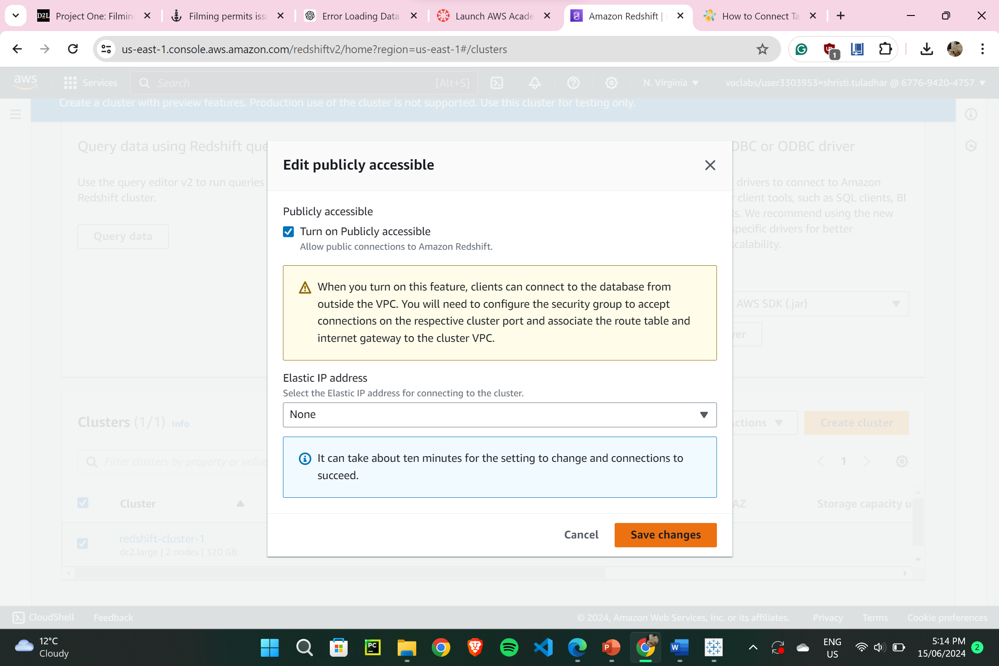 D2L Project One: Filmin
Filming permits issu
Error Loading Data
Launch AWS Acade
Amazon Redshift | u
How to Connect Ta
us-east-1.console.aws.amazon.com/redshiftv2/home?region=us-east-1#/clusters
1
aws Services Search [Alt+S] N. Virginia voclabs/user3303953=shristi.tuladhar @ 6776-9420-4757
Create a cluster with preview features. Production use of the cluster is not supported. Use this cluster for testing only.
Query data using Redshift que
Use the query editor v2 to run queries
Redshift cluster.
Query data
DBC or ODBC driver
drivers to connect to Amazon
client tools, such as SQL clients, BI
ls. We recommend using the new
specific drivers for better
scalability.
AWS SDK (.jar)
ver
Edit publicly accessible
Publicly accessible
Turn on Publicly accessible
Allow public connections to Amazon Redshift.
When you turn on this feature, clients can connect to the database from
outside the VPC. You will need to configure the security group to accept
connections on the respective cluster port and associate the route table and
internet gateway to the cluster VPC.
Elastic IP address
Select the Elastic IP address for connecting to the cluster.
None
It can take about ten minutes for the setting to change and connections to
succeed.
Cancel Save changes
Clusters (1/1) Info
ctions Create cluster
Filter clusters by property or value
1
Cluster
AZ Storage capacity u
redshift-cluster-1
dc2.large | 2 nodes | 320 GB
CloudShell Feedback © 2024, Amazon Web Services, Inc. or its affiliates. Privacy Terms Cookie preferences
12°C
Cloudy
PC
P
W
ENG
US
5:14 PM
15/06/2024
2